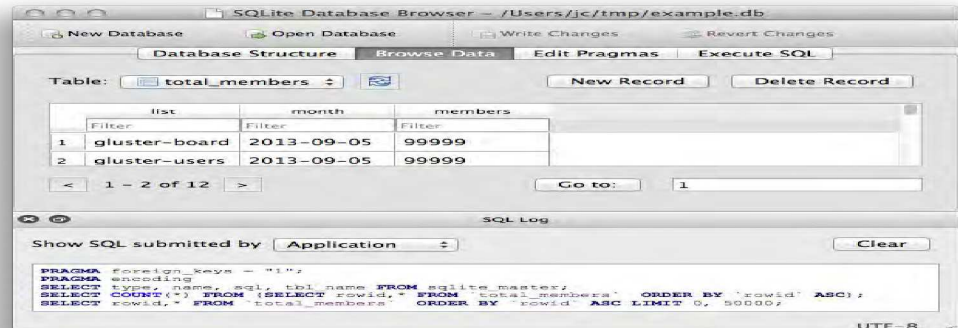 SQLite Database Browser – /Users/jc/tmp/example.db
New Database Open Database Write Changes Revert Changes
Database Structure Browse Data Edit Pragmas Execute SQL
Table: total_members New Record Delete Record
list month members
Filter Filter Filter
1 gluster-board 2013-09-05 99999
2 gluster-users 2013-09-05 99999
< 1 - 2 of 12 > Go to: 1
SQL Log
Show SQL submitted by Application Clear
PRAGMA foreign_keys = "1";
PRAGMA encoding
SELECT type, name, sql, tbl_name FROM sqlite_master;
SELECT COUNT(*) FROM (SELECT rowid,* FROM `total_members` ORDER BY `rowid` ASC);
SELECT rowid,* FROM `total_members` ORDER BY `rowid` ASC LIMIT 0, 50000;
UTF-8